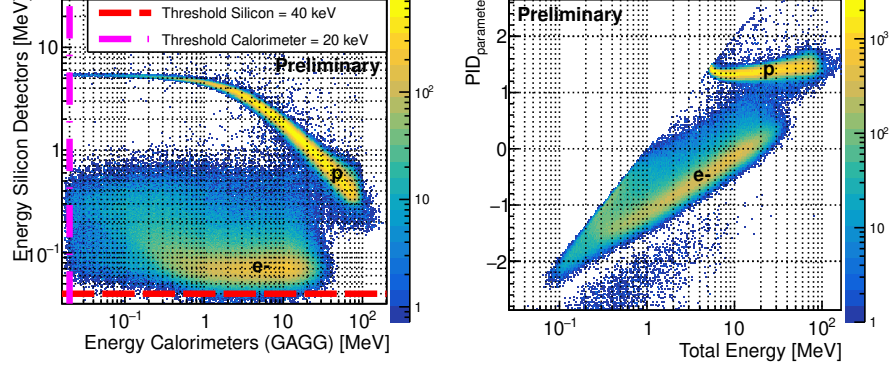 Threshold Silicon = 40 keV
Threshold Calorimeter = 20 keV
Preliminary
Energy Silicon Detectors [MeV]
10
1
10⁻¹
p
e-
10⁻¹
1
10
10²
Energy Calorimeters (GAGG) [MeV]
10²
10
1
Preliminary
PID_parameter
2
1
0
−1
−2
p
e-
10⁻¹
1
10
10²
Total Energy [MeV]
10³
10²
10
1